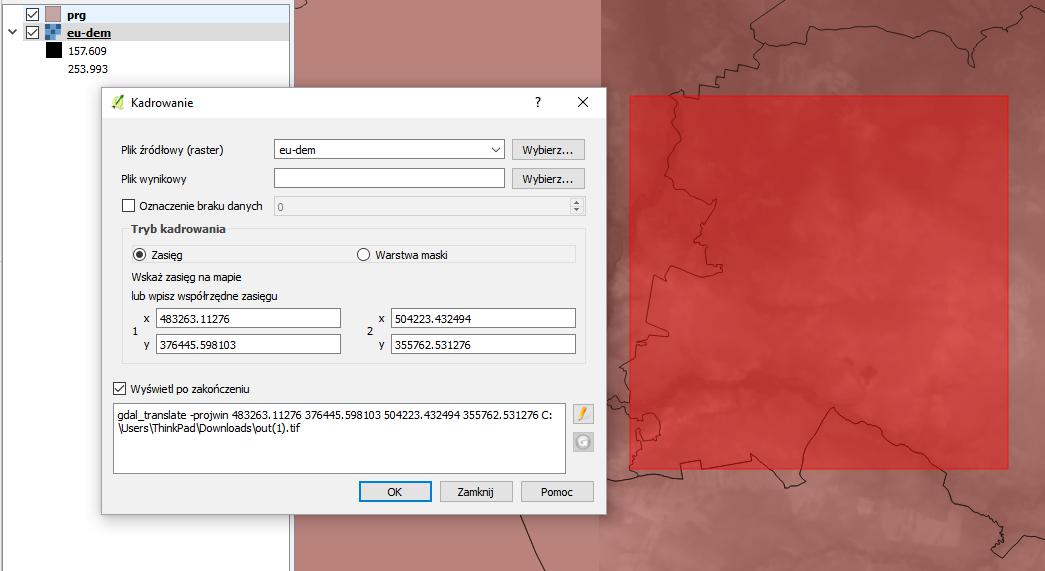 prg
eu-dem
157.609
253.993
Kadrowanie
?
Plik źródłowy (raster)
eu-dem
Wybierz...
Plik wynikowy
Wybierz...
Oznaczenie braku danych
0
Tryb kadrowania
Zasięg
Warstwa maski
Wskaż zasięg na mapie
lub wpisz współrzędne zasięgu
1
x 483263.11276
y 376445.598103
2
x 504223.432494
y 355762.531276
Wyświetl po zakończeniu
gdal_translate -projwin 483263.11276 376445.598103 504223.432494 355762.531276 C:
\Users\ThinkPad\Downloads\out(1).tif
OK
Zamknij
Pomoc